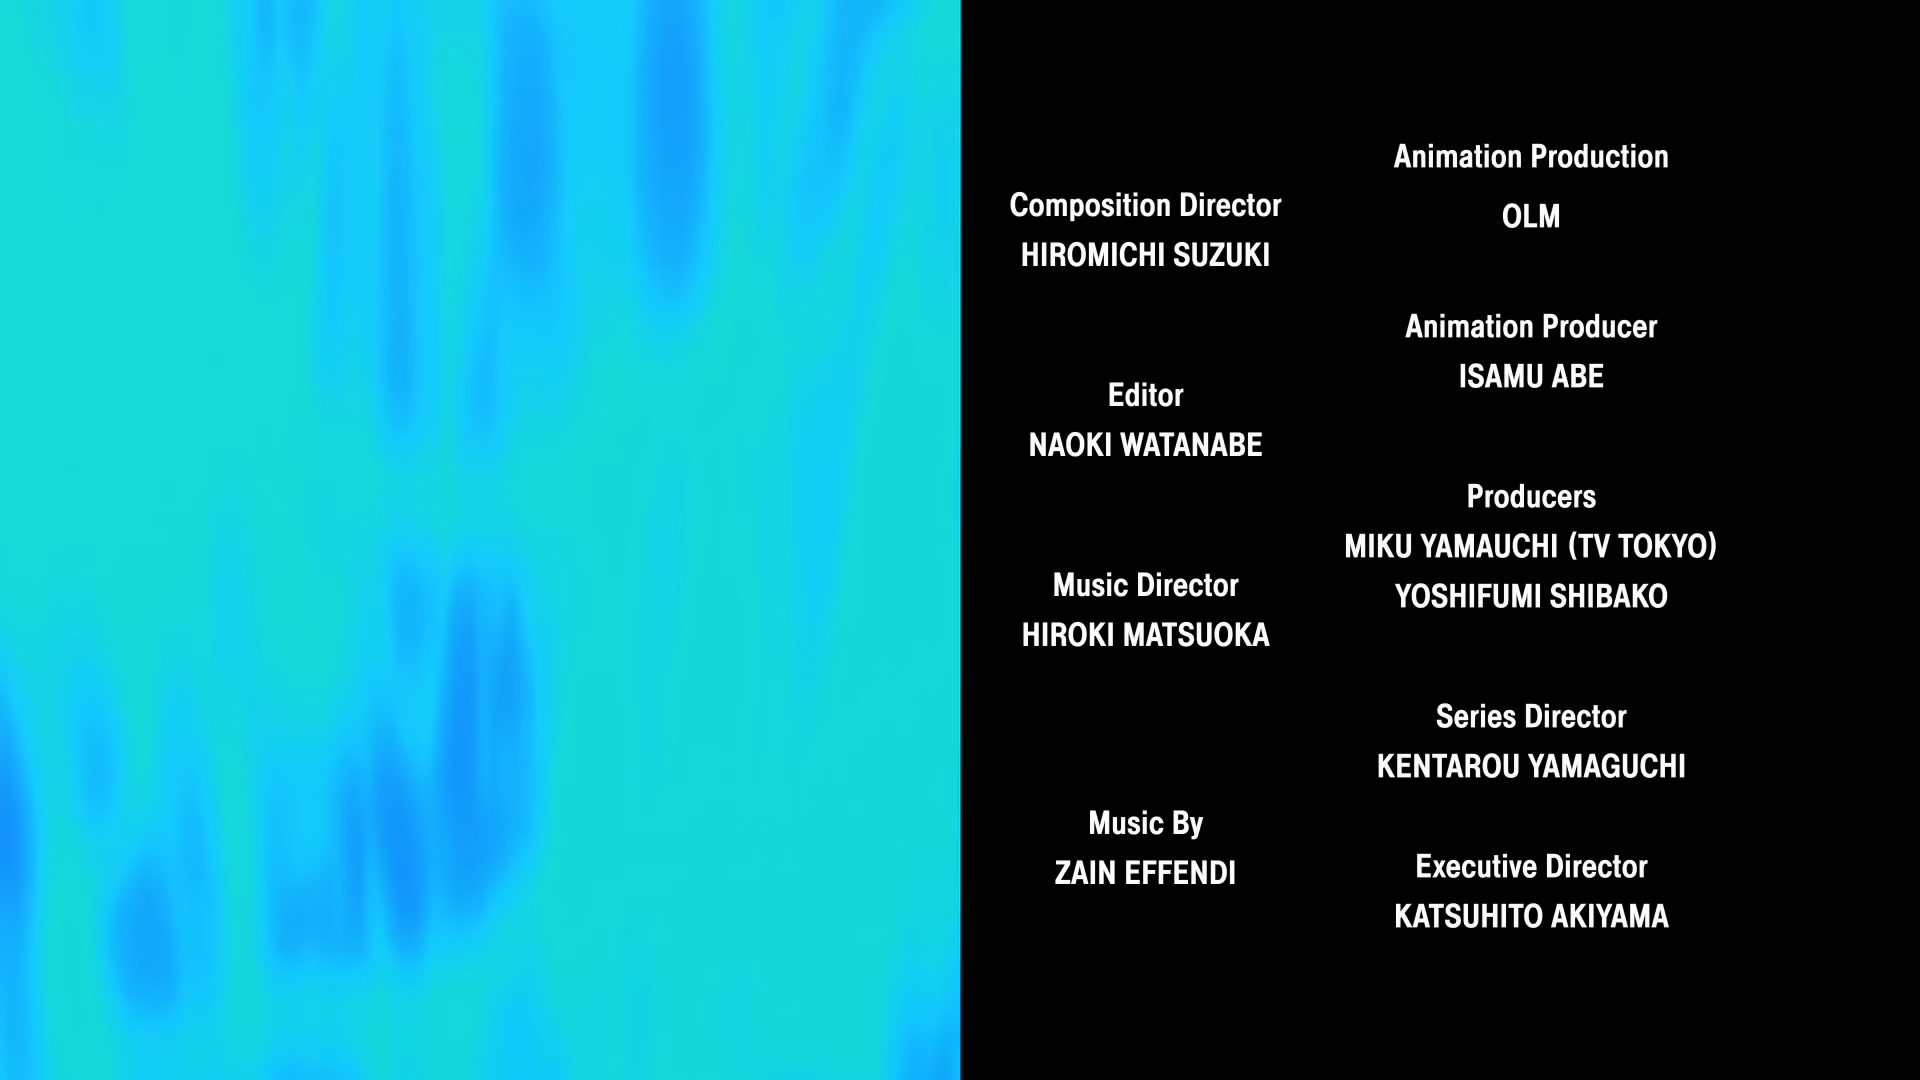 Composition Director
HIROMICHI SUZUKI
Editor
NAOKI WATANABE
Music Director
HIROKI MATSUOKA
Music By
ZAIN EFFENDI
Animation Production
OLM
Animation Producer
ISAMU ABE
Producers
MIKU YAMAUCHI (TV TOKYO)
YOSHIFUMI SHIBAKO
Series Director
KENTAROU YAMAGUCHI
Executive Director
KATSUHITO AKIYAMA